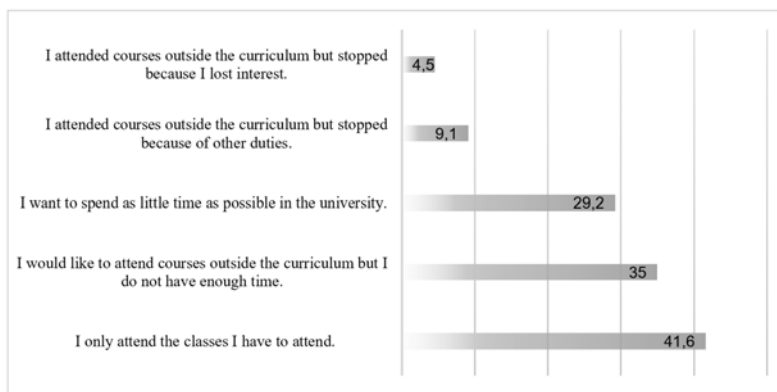 I attended courses outside the curriculum but stopped
because I lost interest.
4,5
I attended courses outside the curriculum but stopped
because of other duties.
9,1
I want to spend as little time as possible in the university.
29,2
I would like to attend courses outside the curriculum but I
do not have enough time.
35
I only attend the classes I have to attend.
41,6